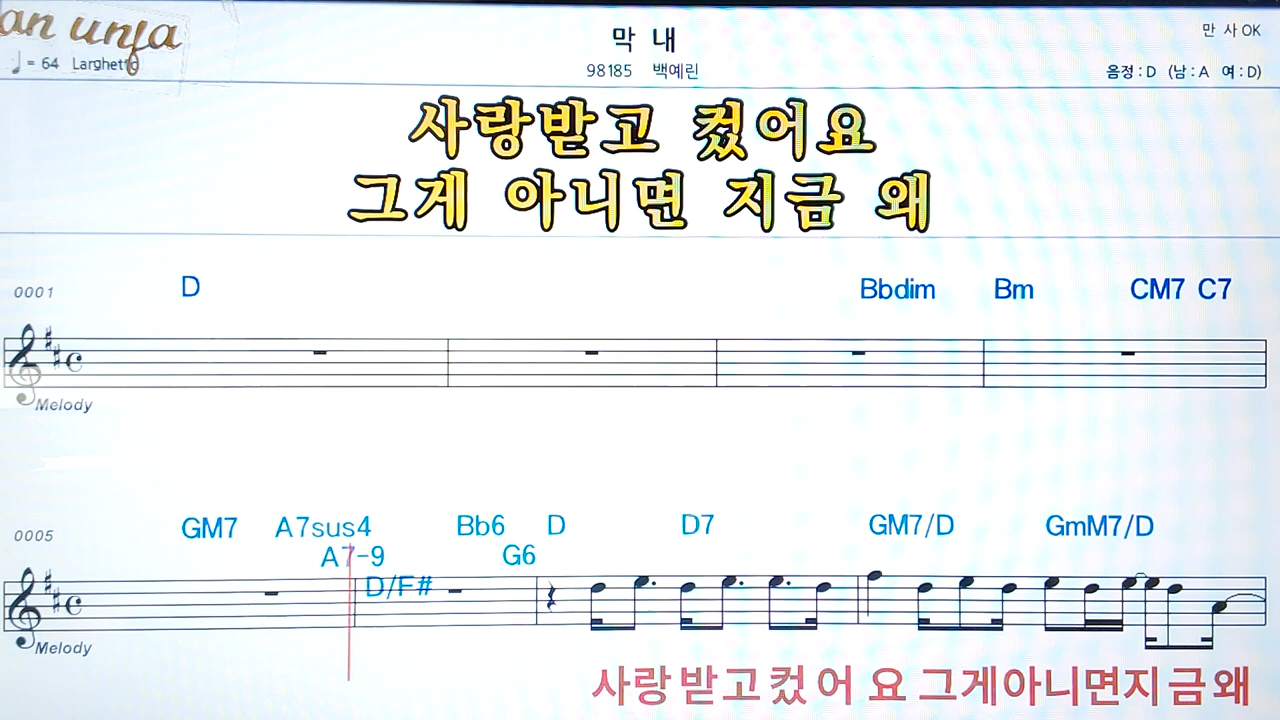 an unja
막 내
만 사 OK
♩ = 64 Larghetto
98185 백예린
음정 : D (남 : A 여 : D)
사랑받고 컸어요
그게 아니면 지금 왜
0001 D Bbdim Bm CM7 C7
Melody
0005 GM7 A7sus4 Bb6 D D7 GM7/D GmM7/D
A7-9 G6
D/F#
Melody
사랑받고컸어 요 그게아니면지금왜